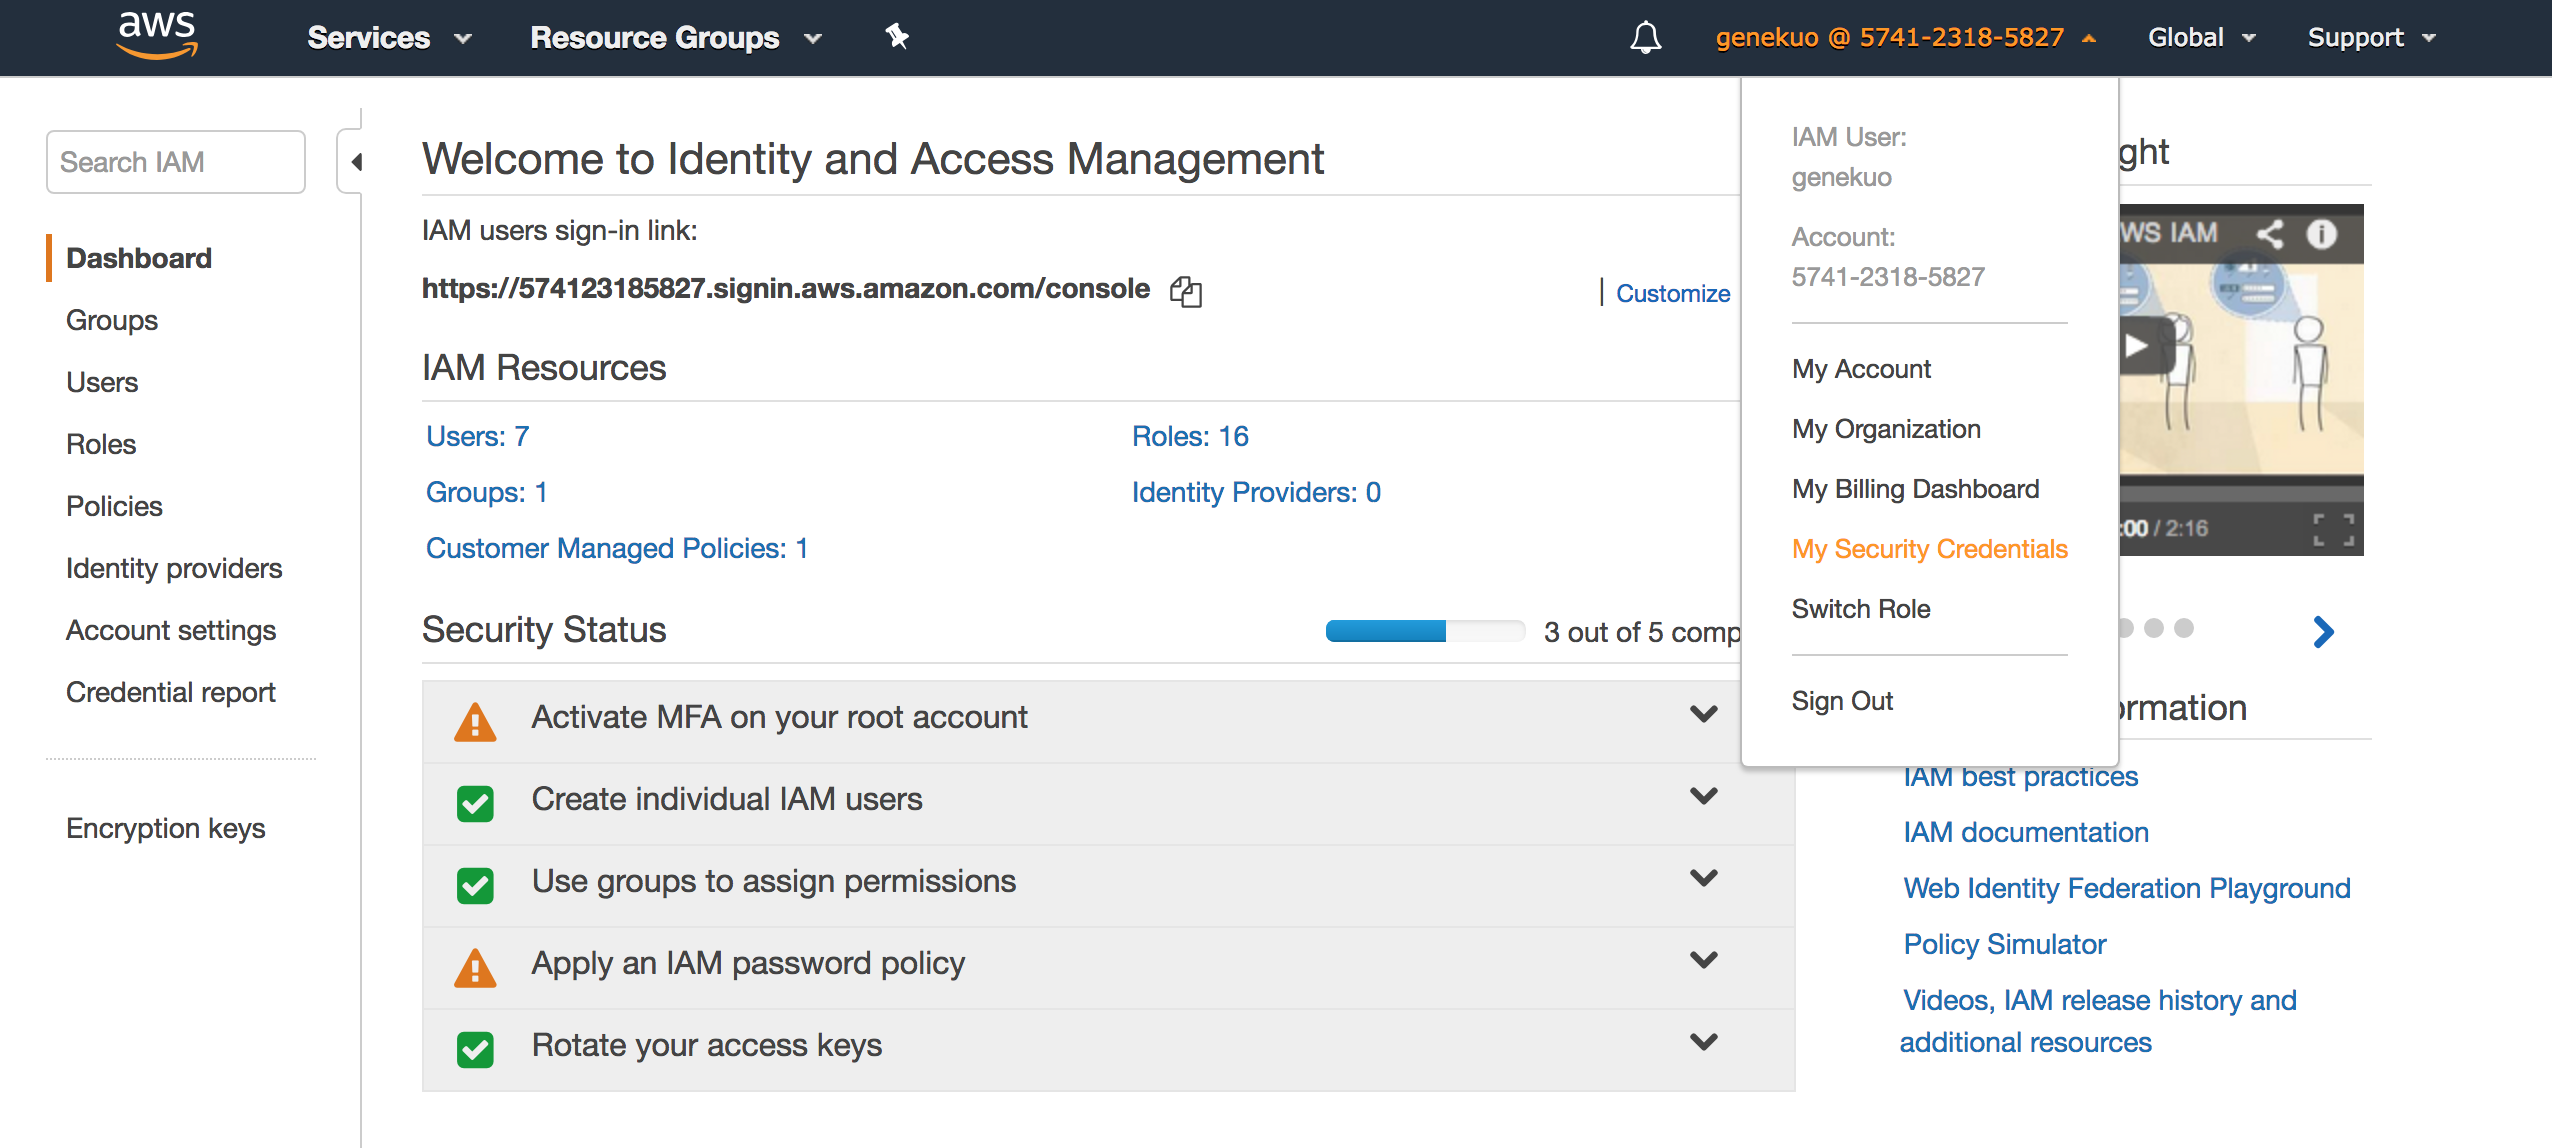 aws
Services
Resource Groups
genekuo @ 5741-2318-5827
Global
Support
Search IAM
Dashboard
Groups
Users
Roles
Policies
Identity providers
Account settings
Credential report
Encryption keys
Welcome to Identity and Access Management
IAM users sign-in link:
https://574123185827.signin.aws.amazon.com/console
| Customize
IAM Resources
Users: 7
Roles: 16
Groups: 1
Identity Providers: 0
Customer Managed Policies: 1
Security Status
3 out of 5 comp
Activate MFA on your root account
Create individual IAM users
Use groups to assign permissions
Apply an IAM password policy
Rotate your access keys
IAM User:
genekuo
Account:
5741-2318-5827
My Account
My Organization
My Billing Dashboard
My Security Credentials
Switch Role
Sign Out
ght
WS IAM
:00 / 2:16
ormation
IAM best practices
IAM documentation
Web Identity Federation Playground
Policy Simulator
Videos, IAM release history and
additional resources